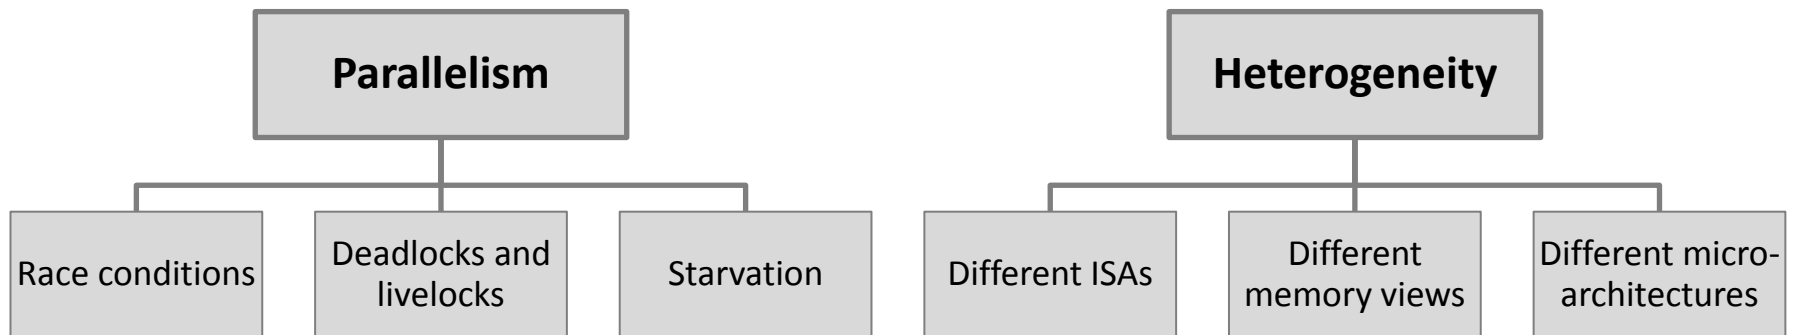 Parallelism
Heterogeneity
Race conditions
Deadlocks and
livelocks
Starvation
Different ISAs
Different
memory views
Different micro-
architectures